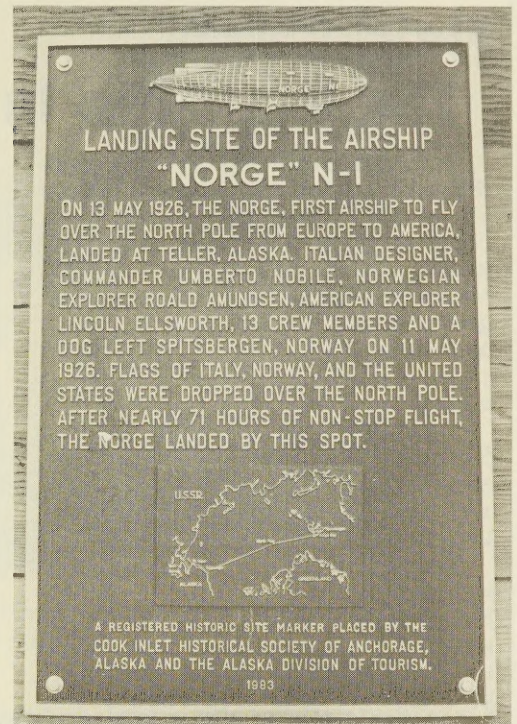 NORGE N1
LANDING SITE OF THE AIRSHIP
"NORGE" N-1
ON 13 MAY 1926, THE NORGE, FIRST AIRSHIP TO FLY
OVER THE NORTH POLE FROM EUROPE TO AMERICA,
LANDED AT TELLER, ALASKA. ITALIAN DESIGNER,
COMMANDER UMBERTO NOBILE, NORWEGIAN
EXPLORER ROALD AMUNDSEN, AMERICAN EXPLORER
LINCOLN ELLSWORTH, 13 CREW MEMBERS AND A
DOG LEFT SPITSBERGEN, NORWAY ON 11 MAY
1926. FLAGS OF ITALY, NORWAY, AND THE UNITED
STATES WERE DROPPED OVER THE NORTH POLE.
AFTER NEARLY 71 HOURS OF NON-STOP FLIGHT,
THE NORGE LANDED BY THIS SPOT.
U.S.S.R.
ALASKA
GREENLAND
A REGISTERED HISTORIC SITE MARKER PLACED BY THE
COOK INLET HISTORICAL SOCIETY OF ANCHORAGE,
ALASKA AND THE ALASKA DIVISION OF TOURISM.
1983